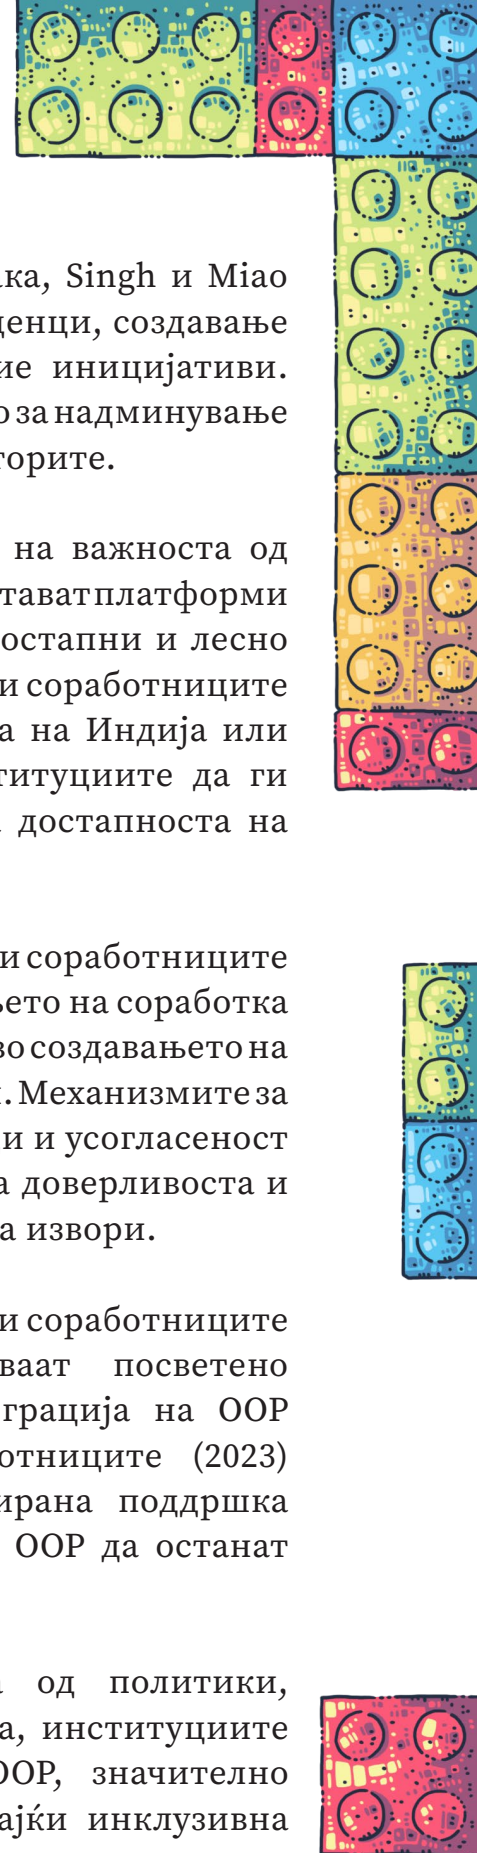 ака, Singh и Miao
денци, создавање
ие иницијативи.
о за надминување
торите.
на важноста од
тават платформи
остапни и лесно
и соработниците
а на Индија или
титуциите да ги
достапноста на
и соработниците
ето на соработка
во создавањето на
. Механизмите за
и и усогласеност
а доверливоста и
а извори.
и соработниците
ваат посветено
грација на ООР
отниците (2023)
ирана поддршка
ООР да останат
од политики,
а, институциите
ООР, значително
ајќи инклузивна